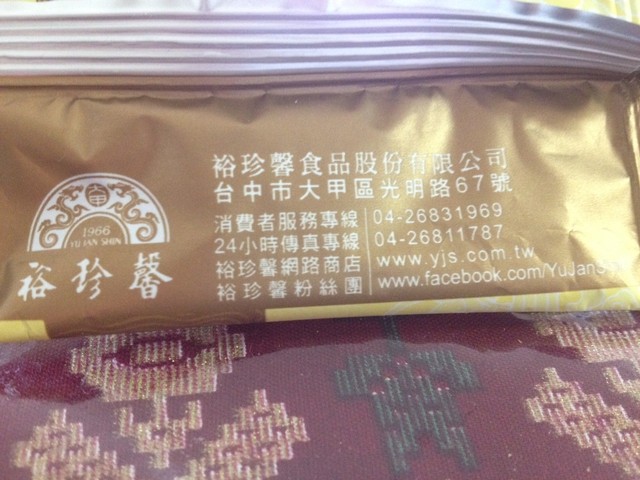 大甲
1966
YU JAN SHIN
裕珍馨
裕珍馨食品股份有限公司
台中市大甲區光明路67號
消費者服務專線 04-26831969
24小時傳真專線 04-26811787
裕珍馨網路商店 www.yjs.com.tw
裕珍馨粉絲團 www.facebook.com/YuJanShin